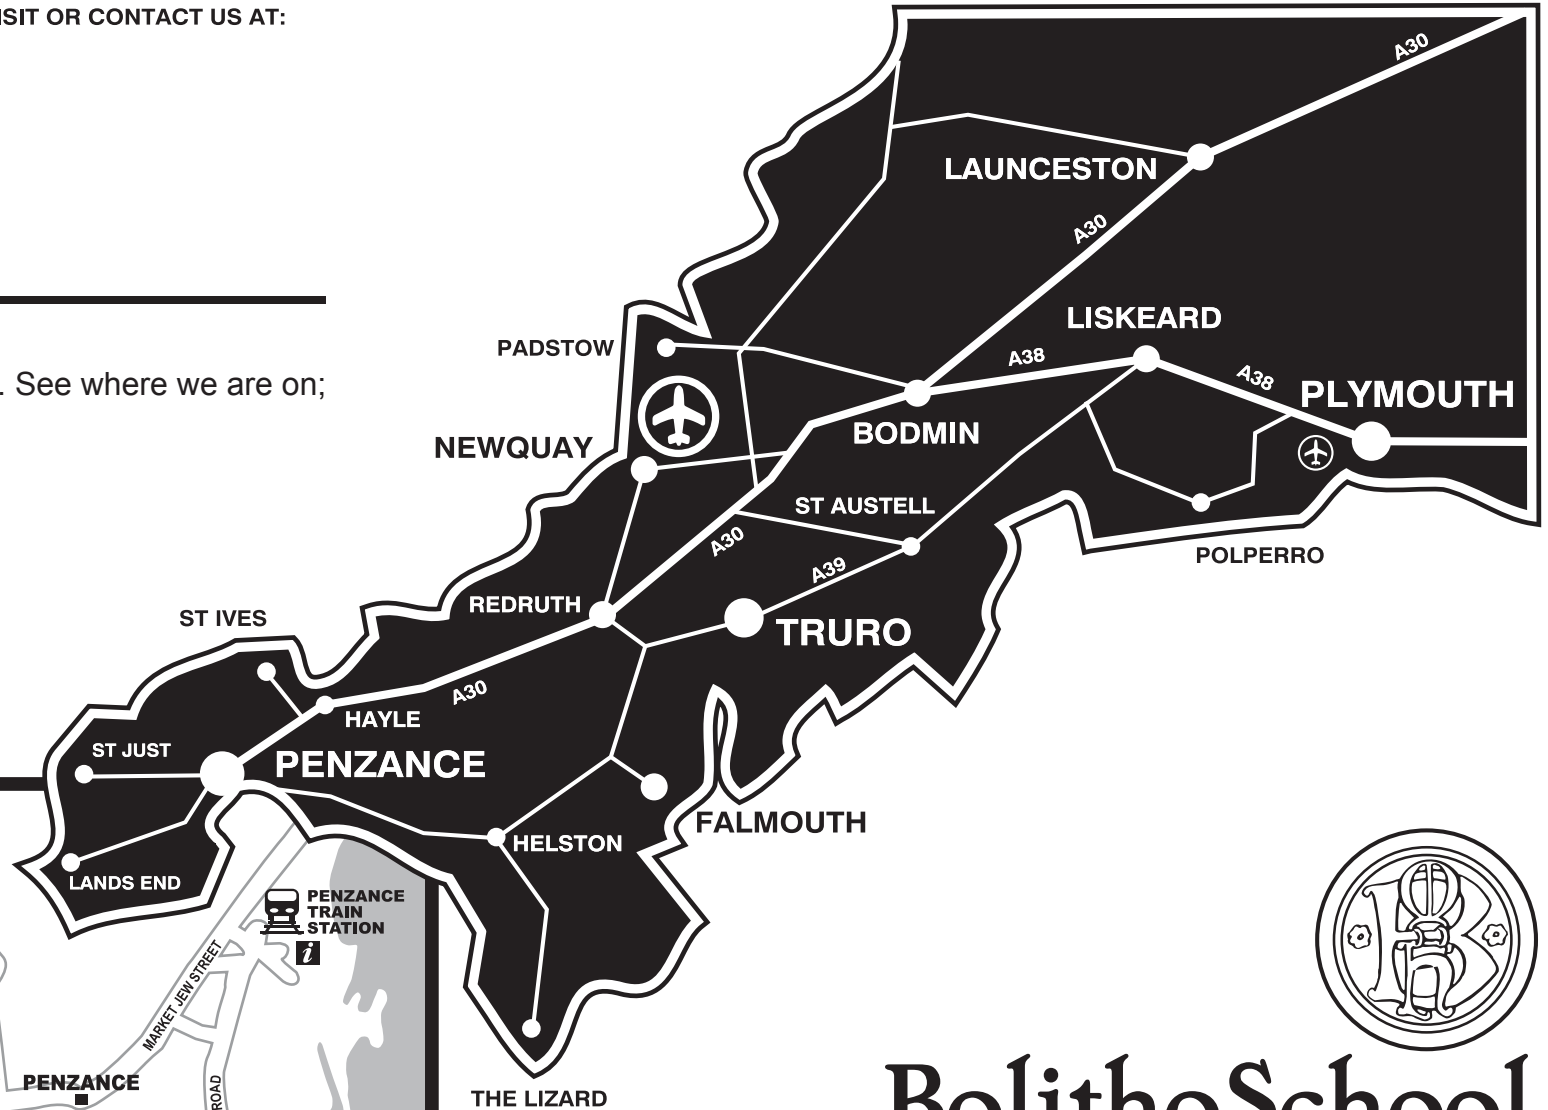 ISIT OR CONTACT US AT:
A30
LAUNCESTON
A30
LISKEARD
PADSTOW
A38
A38
. See where we are on;
PLYMOUTH
NEWQUAY
BODMIN
ST AUSTELL
A30
POLPERRO
A39
REDRUTH
ST IVES
TRURO
A30
HAYLE
ST JUST
PENZANCE
FALMOUTH
HELSTON
LANDS END
PENZANCE
TRAIN
STATION
i
MARKET JEW STREET
PENZANCE
ROAD
THE LIZARD
BolithoSchool